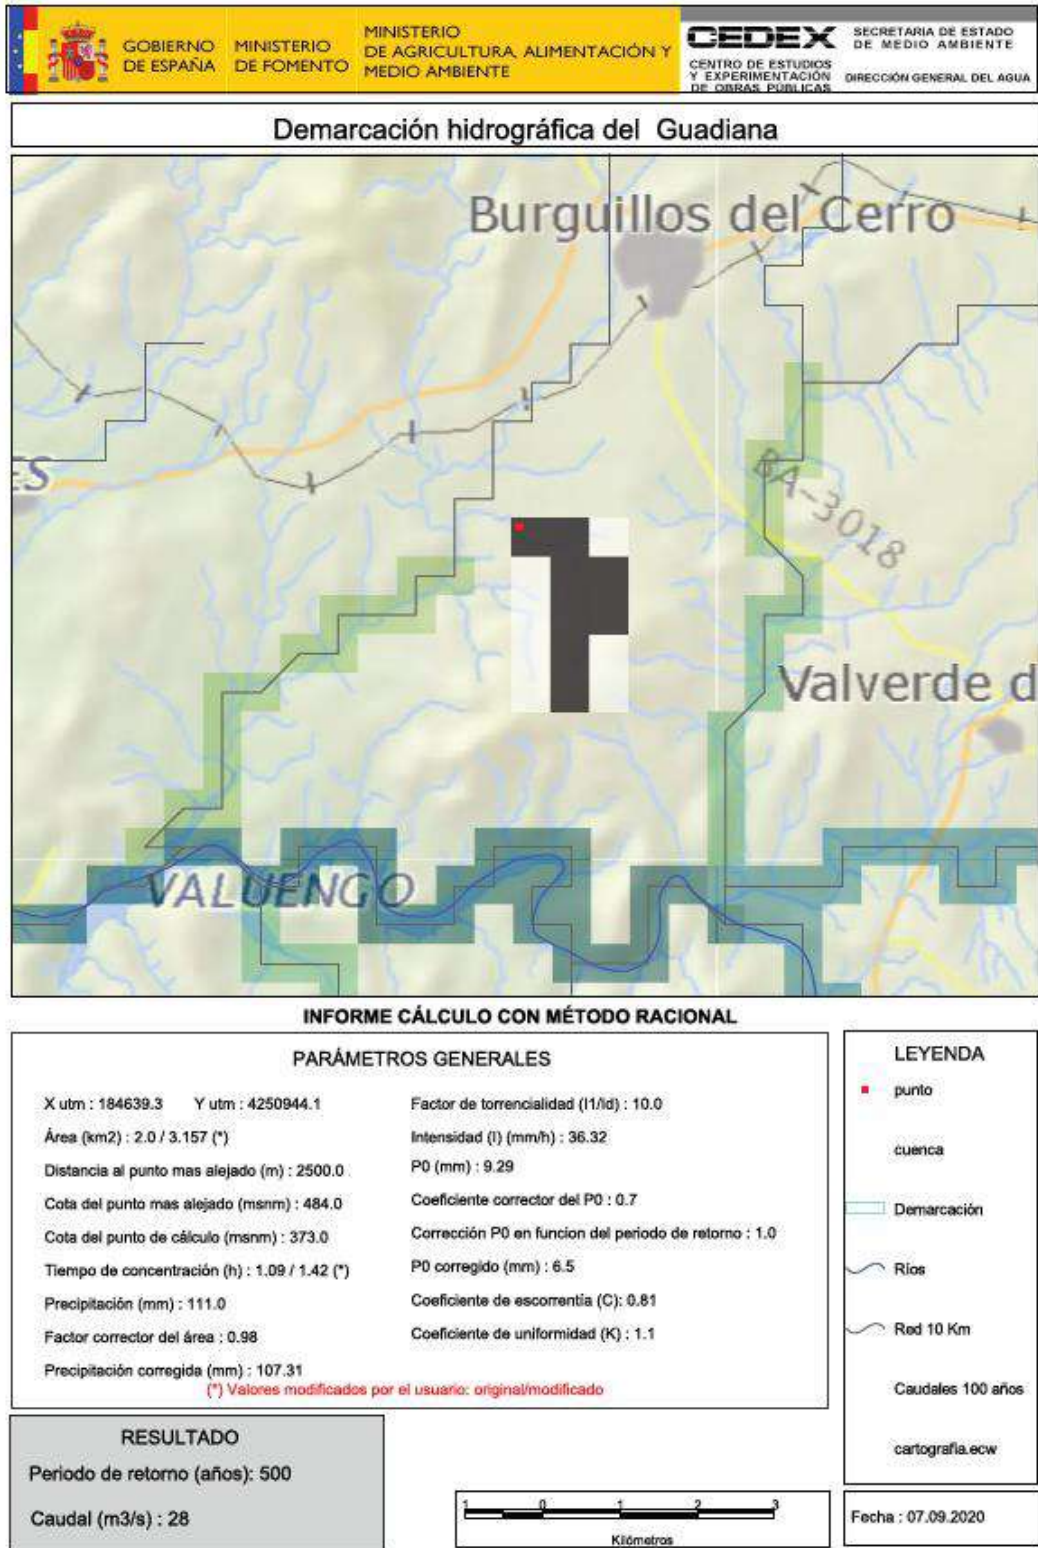 GOBIERNO
DE ESPAÑA
MINISTERIO
DE FOMENTO
MINISTERIO
DE AGRICULTURA, ALIMENTACIÓN Y
MEDIO AMBIENTE
CEDEX
CENTRO DE ESTUDIOS
Y EXPERIMENTACIÓN
DE OBRAS PÚBLICAS
SECRETARIA DE ESTADO
DE MEDIO AMBIENTE
DIRECCIÓN GENERAL DEL AGUA
Demarcación hidrográfica del Guadiana
Burguillos del Cerro
ES
BA-3018
Valverde d
VALUENGO
INFORME CÁLCULO CON MÉTODO RACIONAL
PARÁMETROS GENERALES
X utm : 184639.3 Y utm : 4250944.1
Área (km2) : 2.0 / 3.157 (*)
Distancia al punto mas alejado (m) : 2500.0
Cota del punto mas alejado (msnm) : 484.0
Cota del punto de cálculo (msnm) : 373.0
Tiempo de concentración (h) : 1.09 / 1.42 (*)
Precipitación (mm) : 111.0
Factor corrector del área : 0.98
Precipitación corregida (mm) : 107.31
Factor de torrencialidad (I1/Id) : 10.0
Intensidad (I) (mm/h) : 36.32
P0 (mm) : 9.29
Coeficiente corrector del P0 : 0.7
Corrección P0 en funcion del periodo de retorno : 1.0
P0 corregido (mm) : 6.5
Coeficiente de escorrentía (C): 0.81
Coeficiente de uniformidad (K) : 1.1
(*) Valores modificados por el usuario: original/modificado
LEYENDA
punto
cuenca
Demarcación
Ríos
Red 10 Km
Caudales 100 años
cartografia.ecw
RESULTADO
Periodo de retorno (años): 500
Caudal (m3/s) : 28
1 0 1 2 3
Kilómetros
Fecha : 07.09.2020